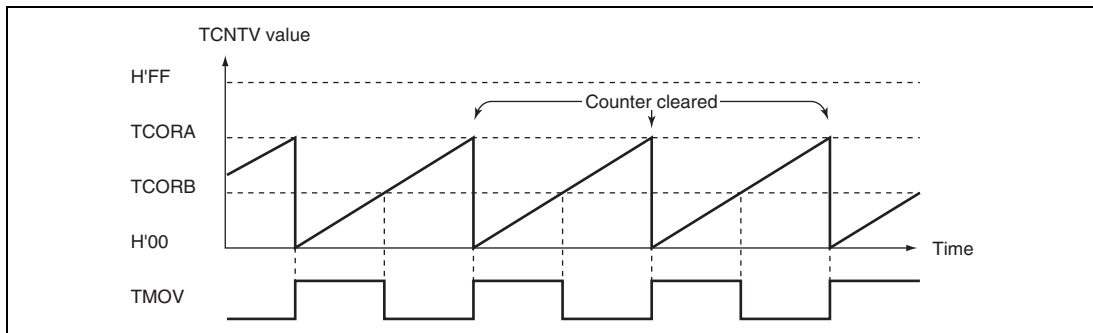 TCNTV value
H'FF
Counter cleared
TCORA
TCORB
H'00
Time
TMOV